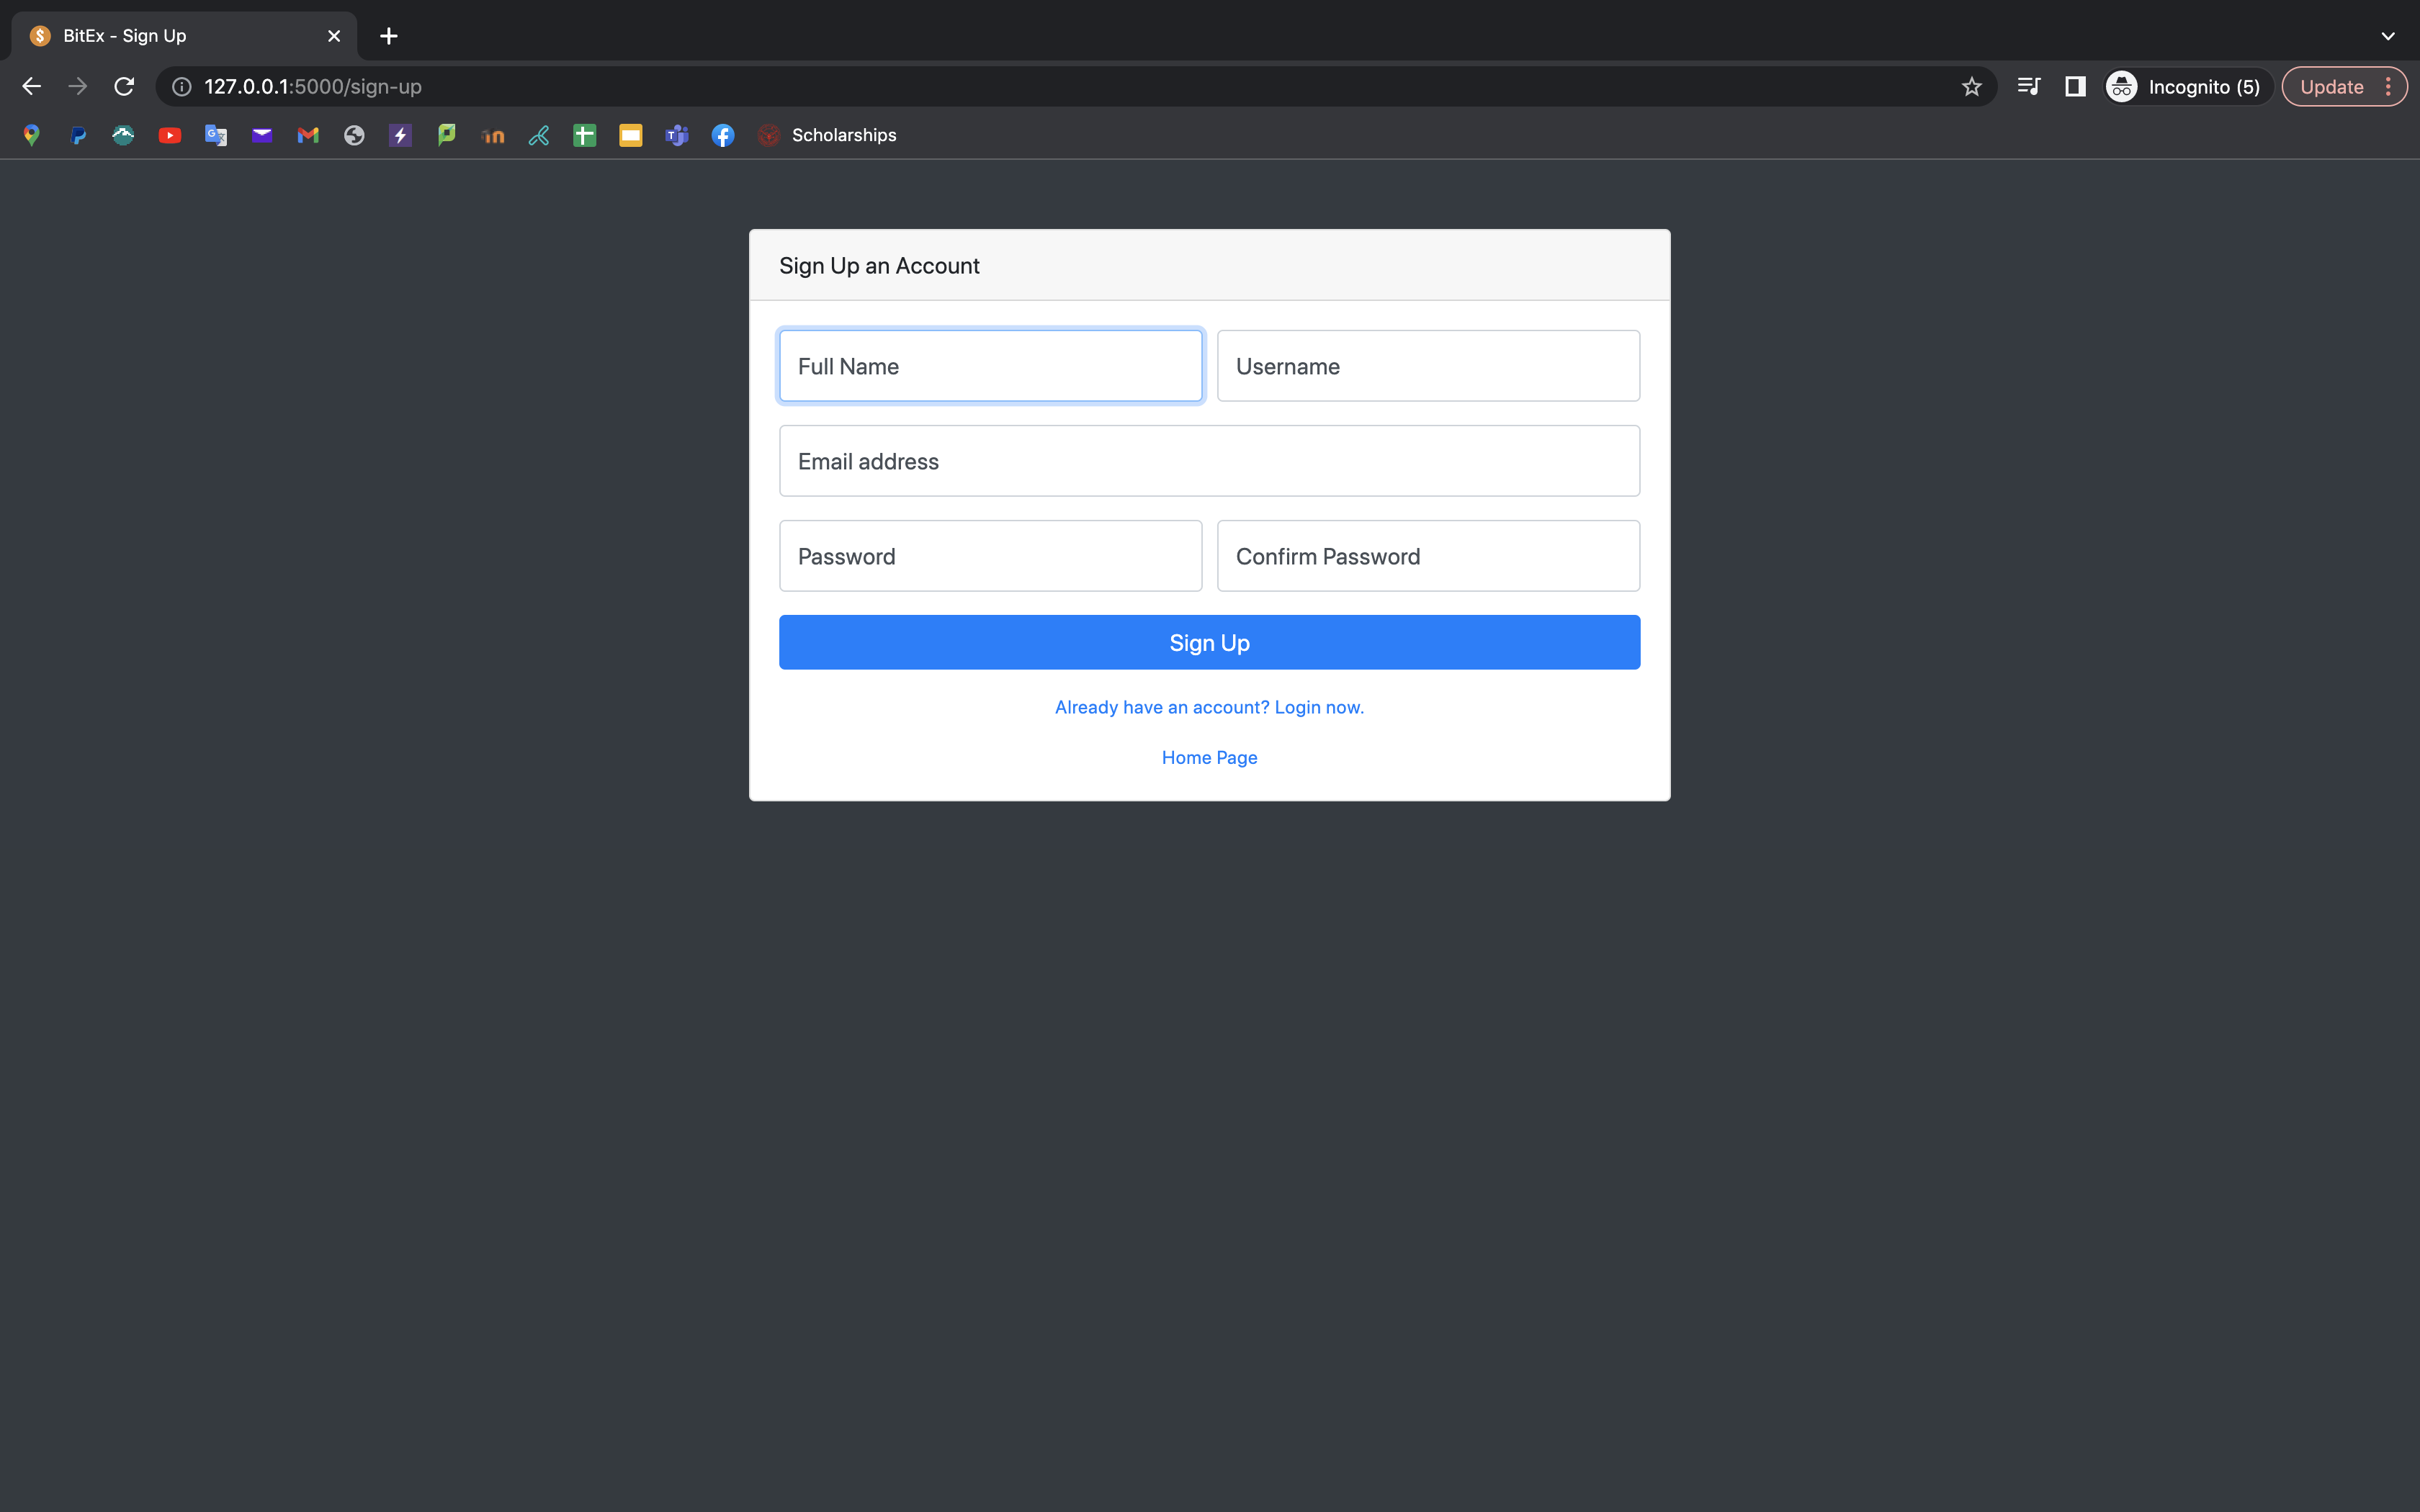 BitEx - Sign Up
127.0.0.1:5000/sign-up
Incognito (5)
Update
Scholarships
Sign Up an Account
Full Name
Username
Email address
Password
Confirm Password
Sign Up
Already have an account? Login now.
Home Page